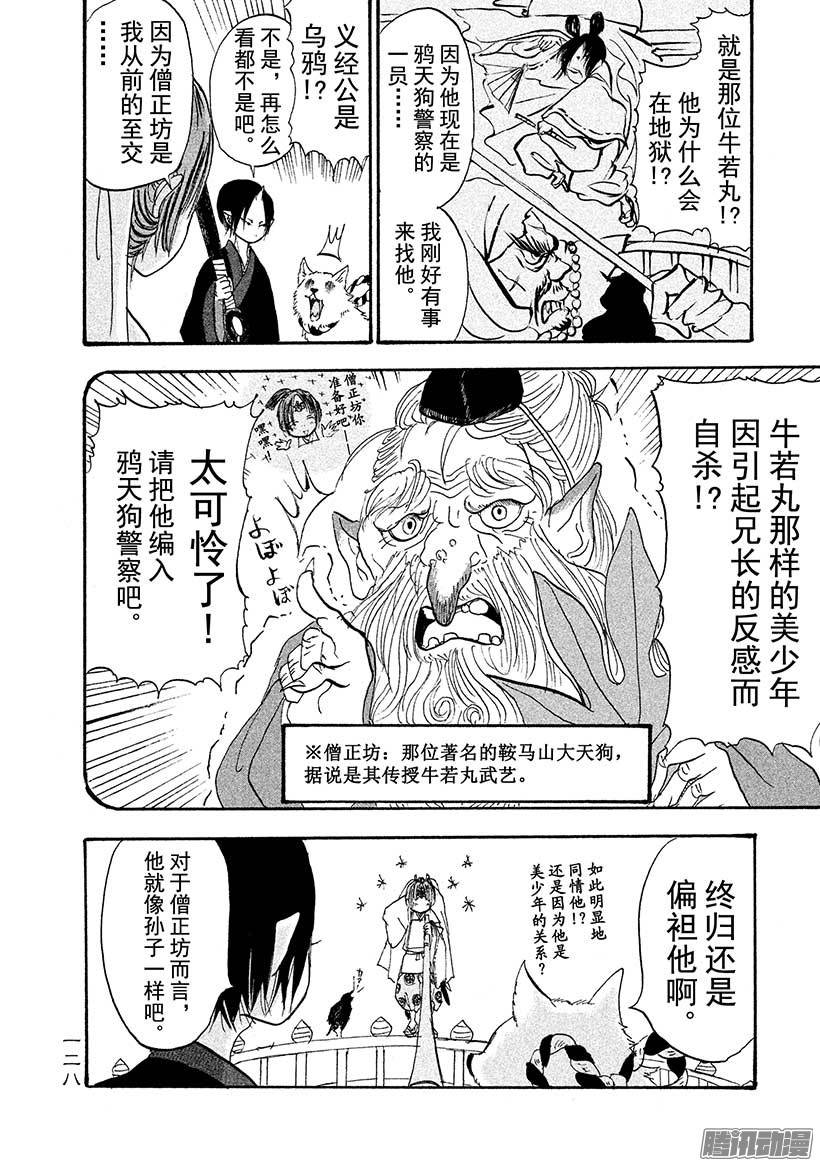 就是那位牛若丸!?
他为什么会
在地狱!?
因为他现在是
鸦天狗警察的
一员……
我刚好有事
来找他。
义经公是
乌鸦!?
不是，再怎么
看都不是吧。
因为僧正坊是
我从前的至交
……
牛若丸那样的美少年
因引起兄长的反感而
自杀!?
僧正坊你
准备好吧
嘿
嘿
よぼ
よぼ
太可怜了！
请把他编入
鸦天狗警察吧。
※僧正坊：那位著名的鞍马山大天狗，
据说是其传授牛若丸武艺。
终归还是
偏袒他啊。
如此明显地
同情他!?
还是因为他是
美少年的关系？
カァ
对于僧正坊而言，
他就像孙子一样吧。
一二八
腾讯动漫